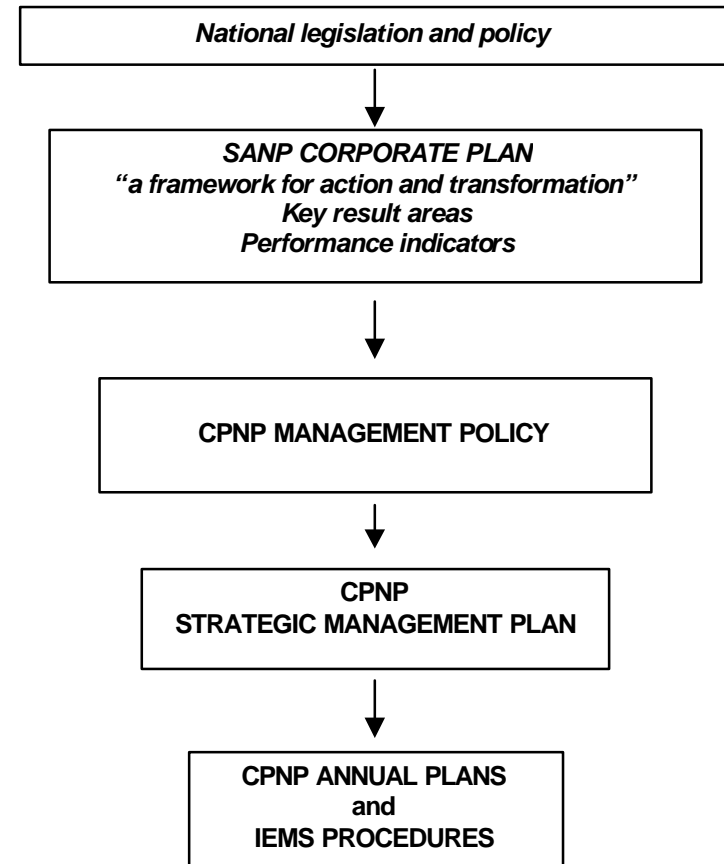 National legislation and policy
SANP CORPORATE PLAN
“a framework for action and transformation”
Key result areas
Performance indicators
CPNP MANAGEMENT POLICY
CPNP
STRATEGIC MANAGEMENT PLAN
CPNP ANNUAL PLANS
and
IEMS PROCEDURES